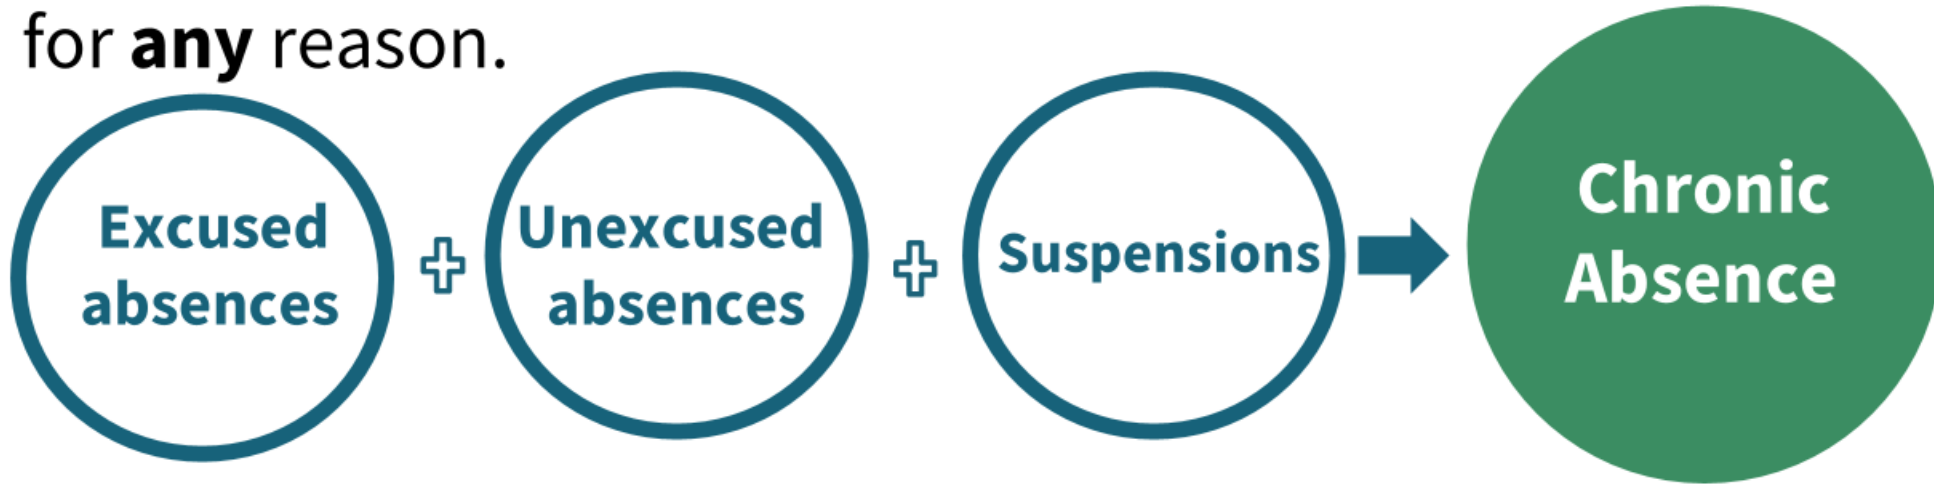 for any reason.
Excused
absences
Unexcused
absences
Suspensions
Chronic
Absence